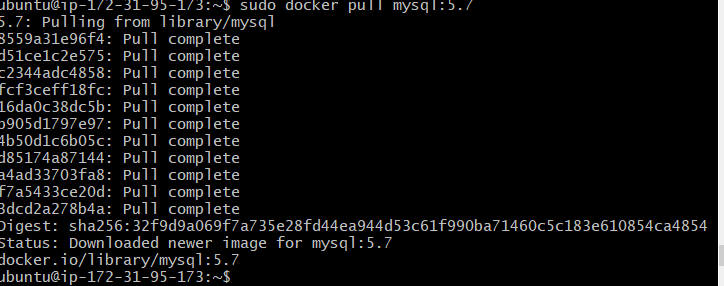 ubuntu@ip-172-31-95-173:~$ sudo docker pull mysql:5.7
5.7: Pulling from library/mysql
8559a31e96f4: Pull complete
d51ce1c2e575: Pull complete
c2344adc4858: Pull complete
fcf3ceff18fc: Pull complete
16da0c38dc5b: Pull complete
b905d1797e97: Pull complete
4b50d1c6b05c: Pull complete
d85174a87144: Pull complete
a4ad33703fa8: Pull complete
f7a5433ce20d: Pull complete
3dcd2a278b4a: Pull complete
Digest: sha256:32f9d9a069f7a735e28fd44ea944d53c61f990ba71460c5c183e610854ca4854
Status: Downloaded newer image for mysql:5.7
docker.io/library/mysql:5.7
ubuntu@ip-172-31-95-173:~$